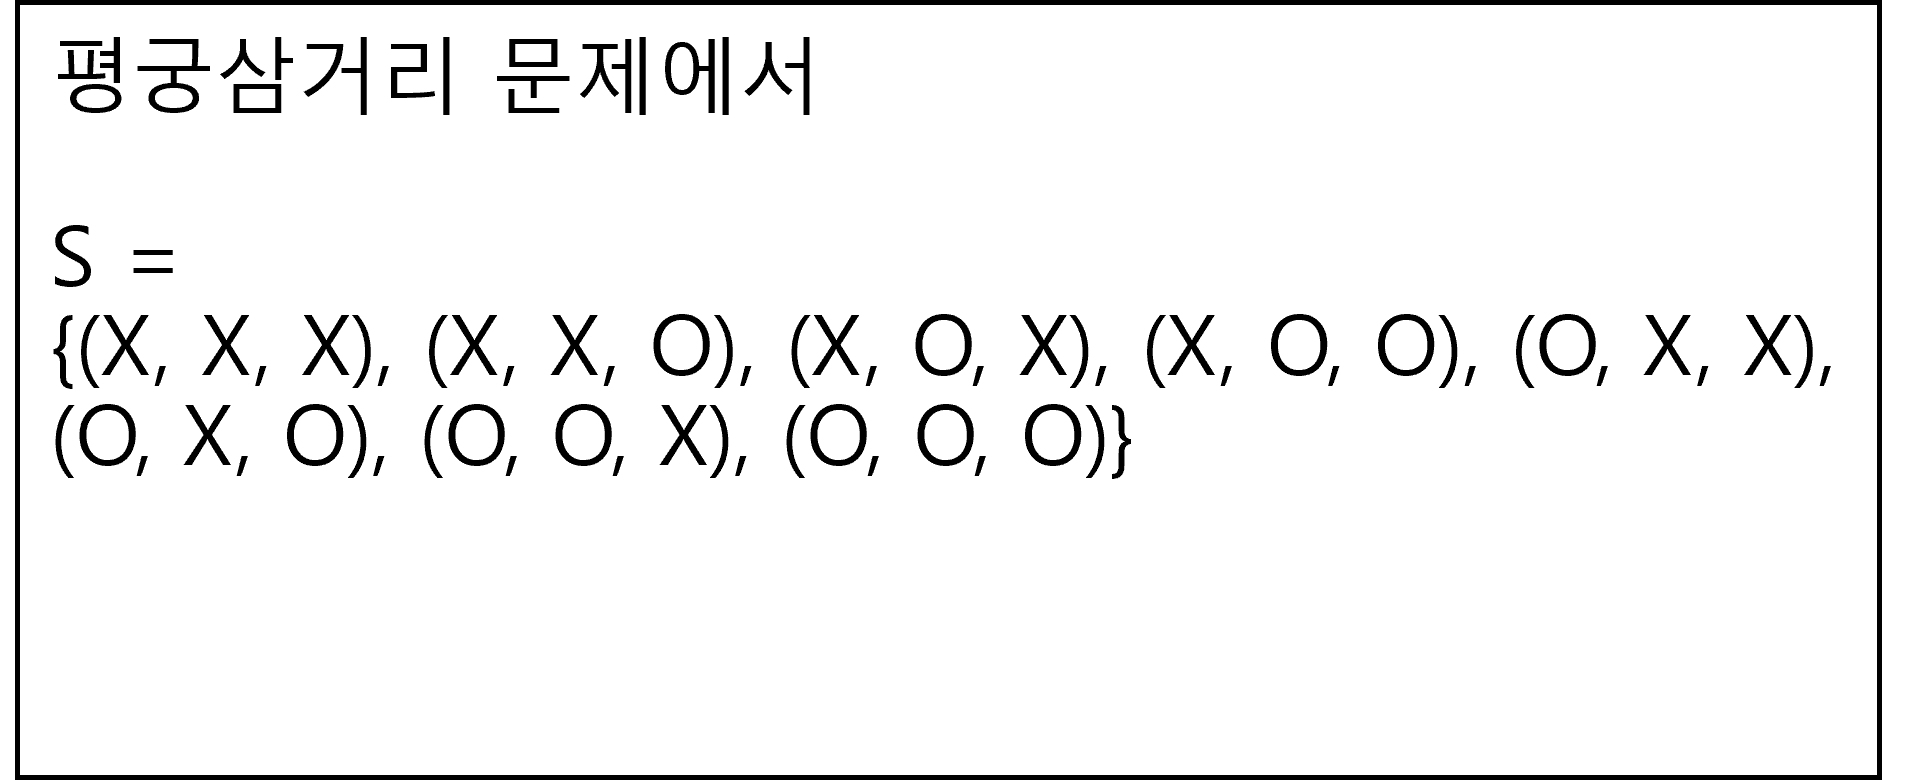 평궁삼거리 문제에서
S =
{(X, X, X), (X, X, O), (X, O, X), (X, O, O), (O, X, X),
(O, X, O), (O, O, X), (O, O, O)}